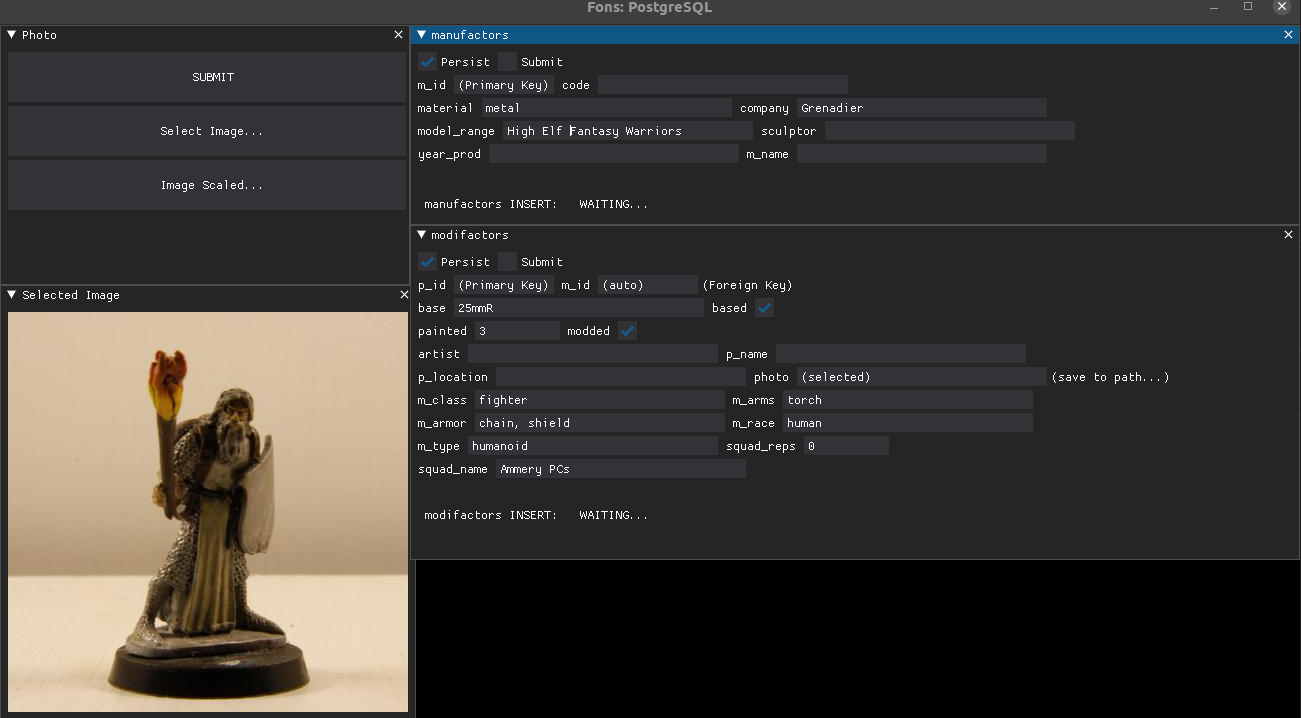 Fons: PostgreSQL
Photo
SUBMIT
Select Image...
Image Scaled...
Selected Image
manufactors
Persist Submit
m_id (Primary Key) code
material metal company Grenadier
model_range High Elf Fantasy Warriors sculptor
year_prod m_name
manufactors INSERT: WAITING...
modifactors
Persist Submit
p_id (Primary Key) m_id (auto) (Foreign Key)
base 25mmR based
painted 3 modded
artist p_name
p_location photo (selected) (save to path...)
m_class fighter m_arms torch
m_armor chain, shield m_race human
m_type humanoid squad_reps 0
squad_name Ammery PCs
modifactors INSERT: WAITING...